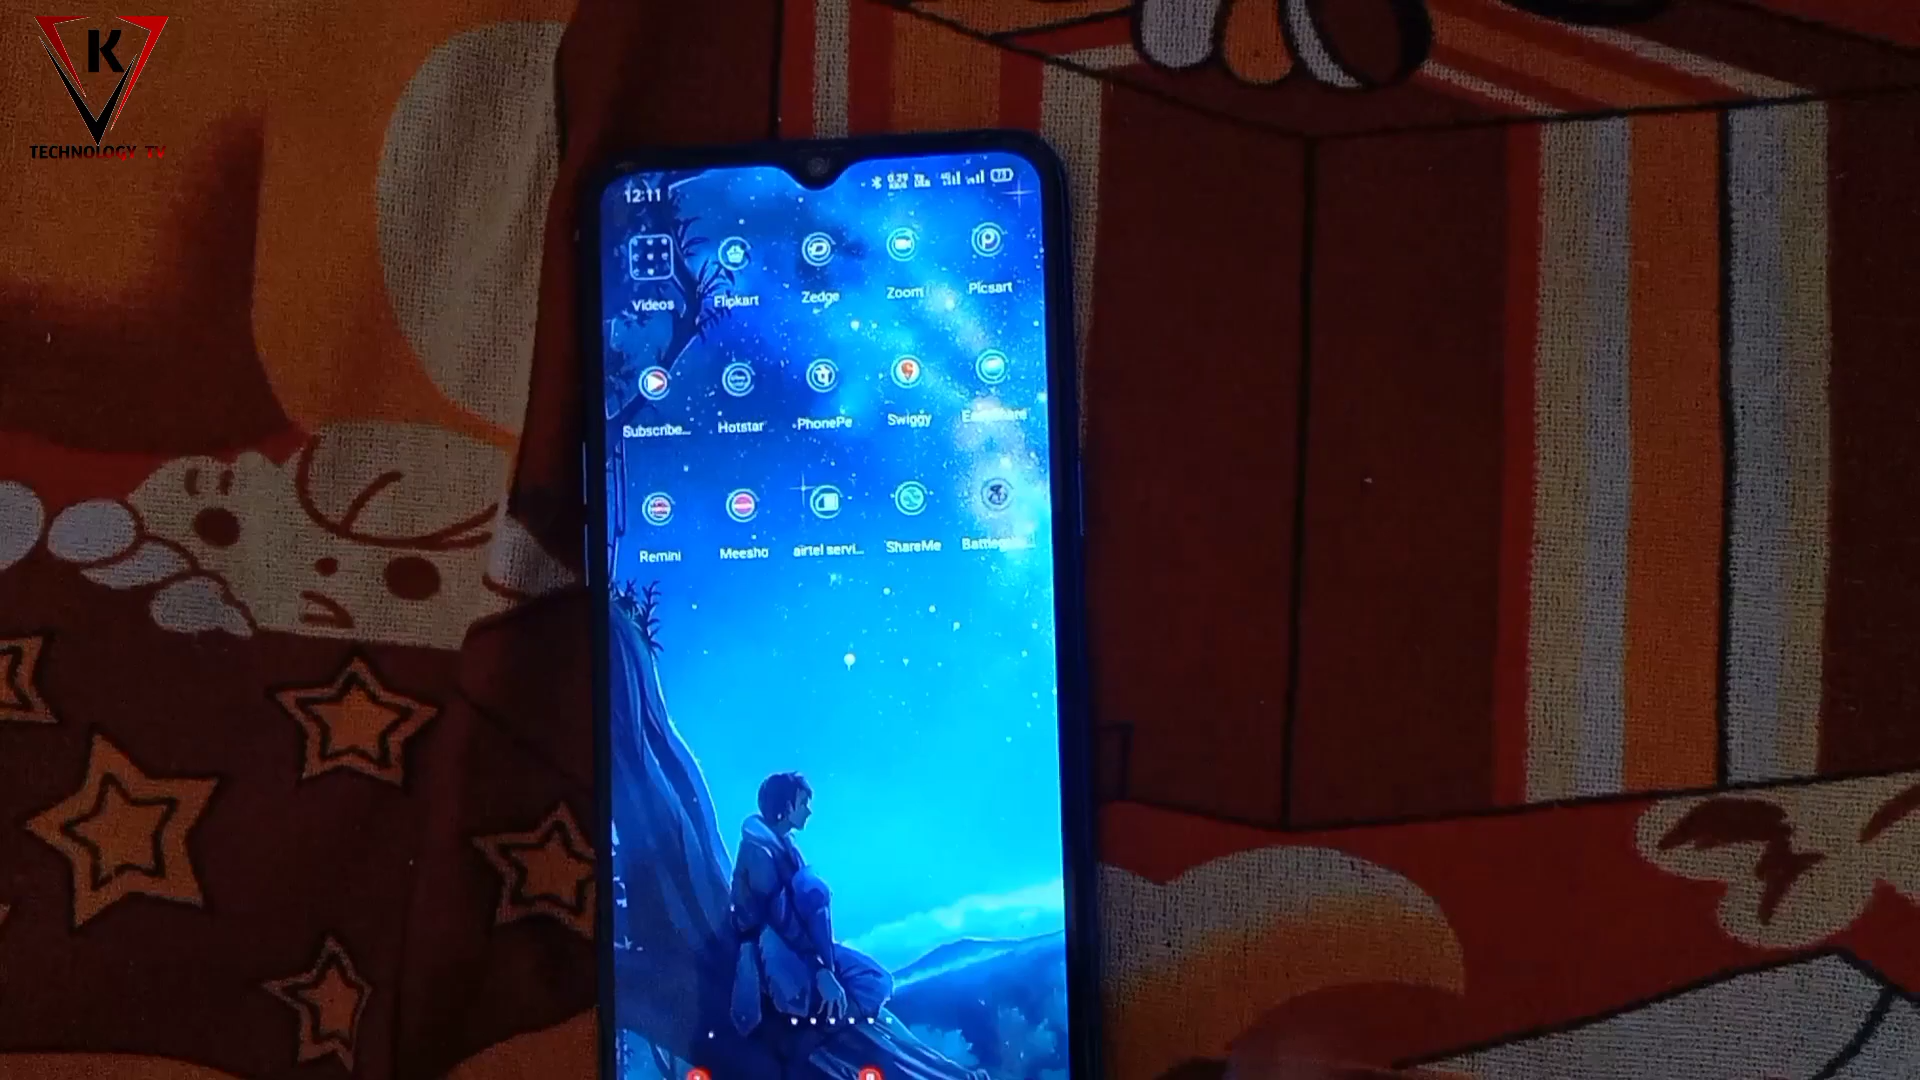 K
TECHNOLOGY TV
12:11
Videos
Flipkart
Zedge
Zoom
Picsart
Subscribe...
Hotstar
PhonePe
Swiggy
Remini
Meesho
airtel servi...
ShareMe